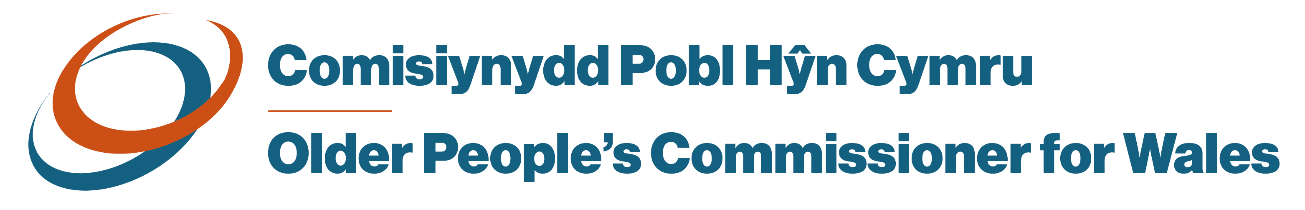 Comisiynydd Pobl Hŷn Cymru
Older People’s Commissioner for Wales